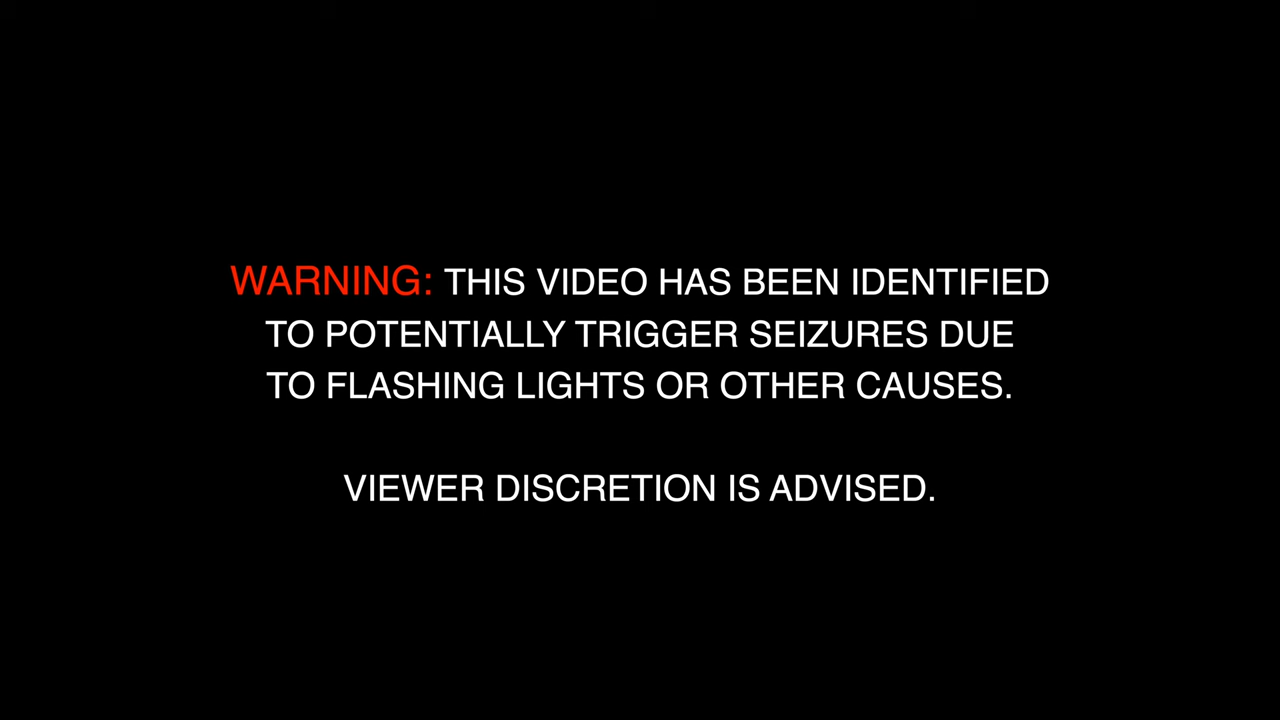 WARNING: THIS VIDEO HAS BEEN IDENTIFIED
TO POTENTIALLY TRIGGER SEIZURES DUE
TO FLASHING LIGHTS OR OTHER CAUSES.
VIEWER DISCRETION IS ADVISED.